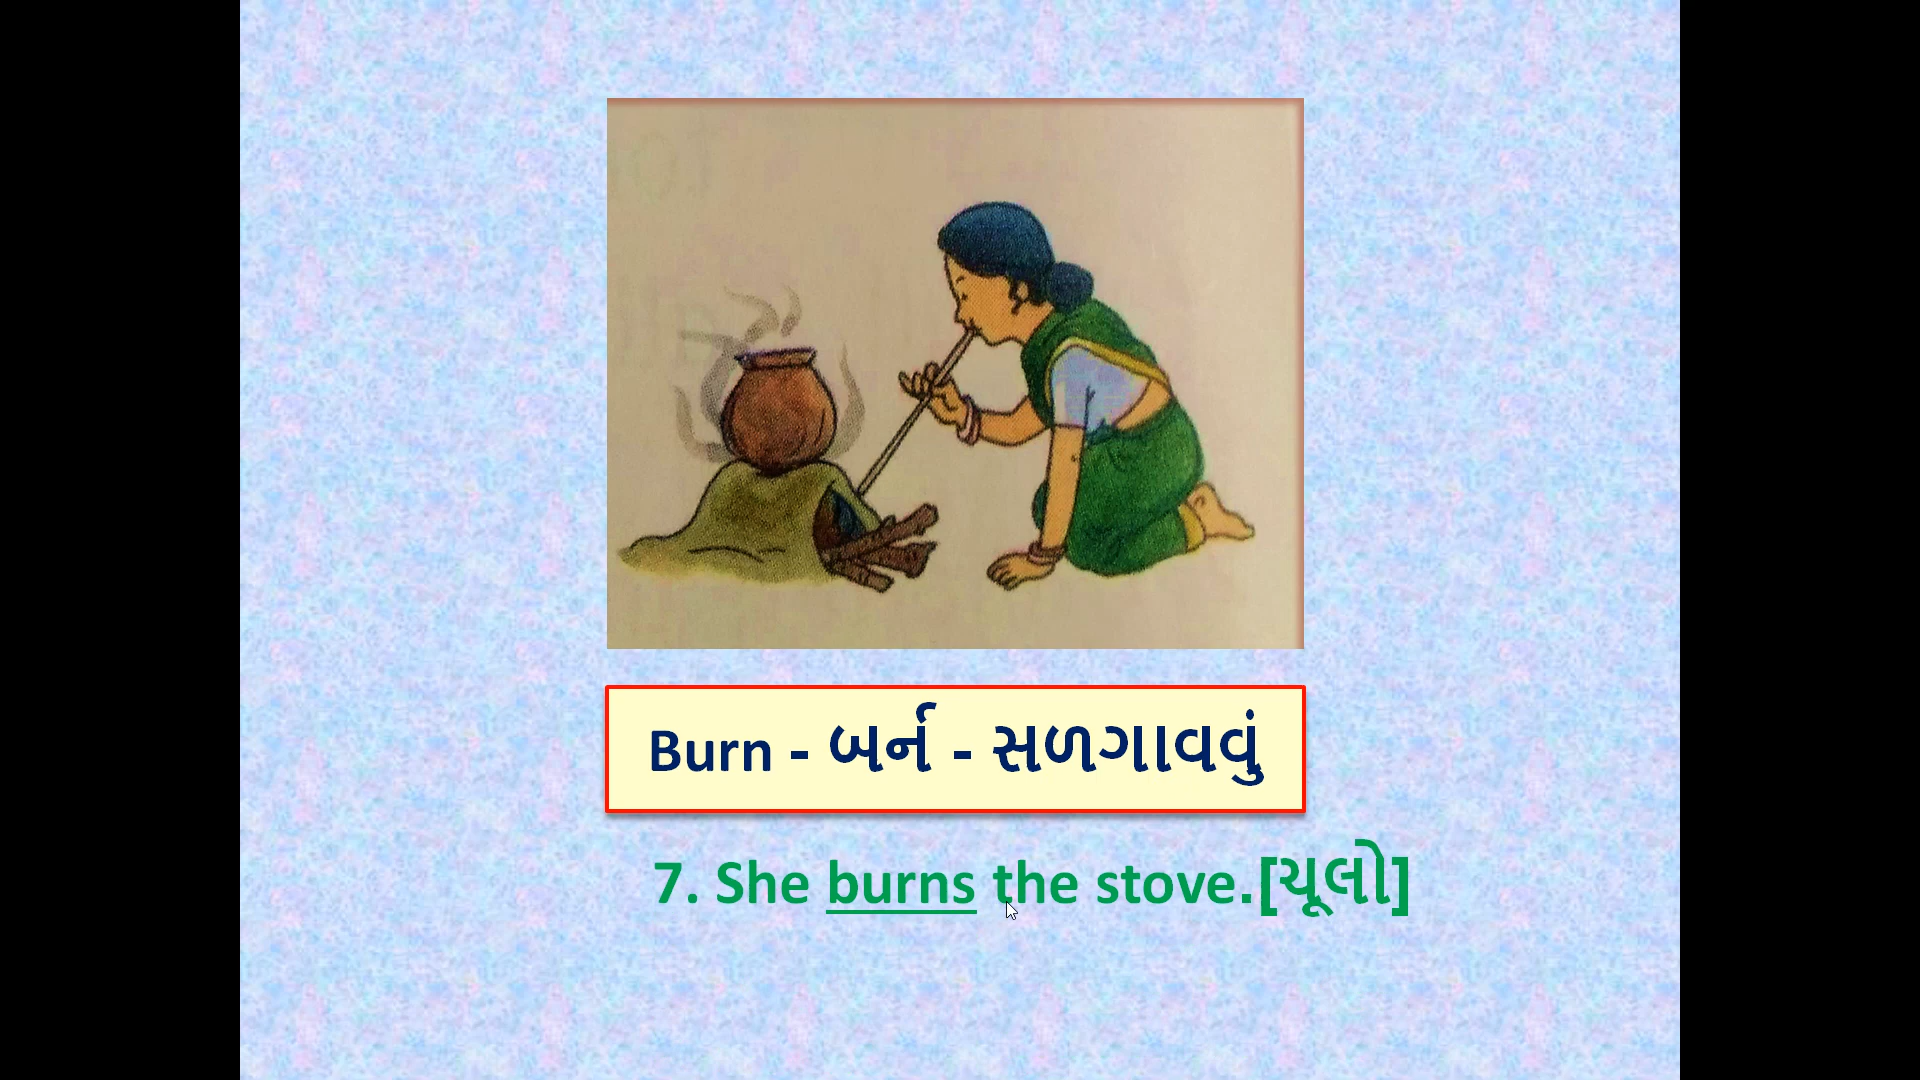 Burn - બર્ન - સળગાવવું
7. She burns the stove.[ચૂલો]